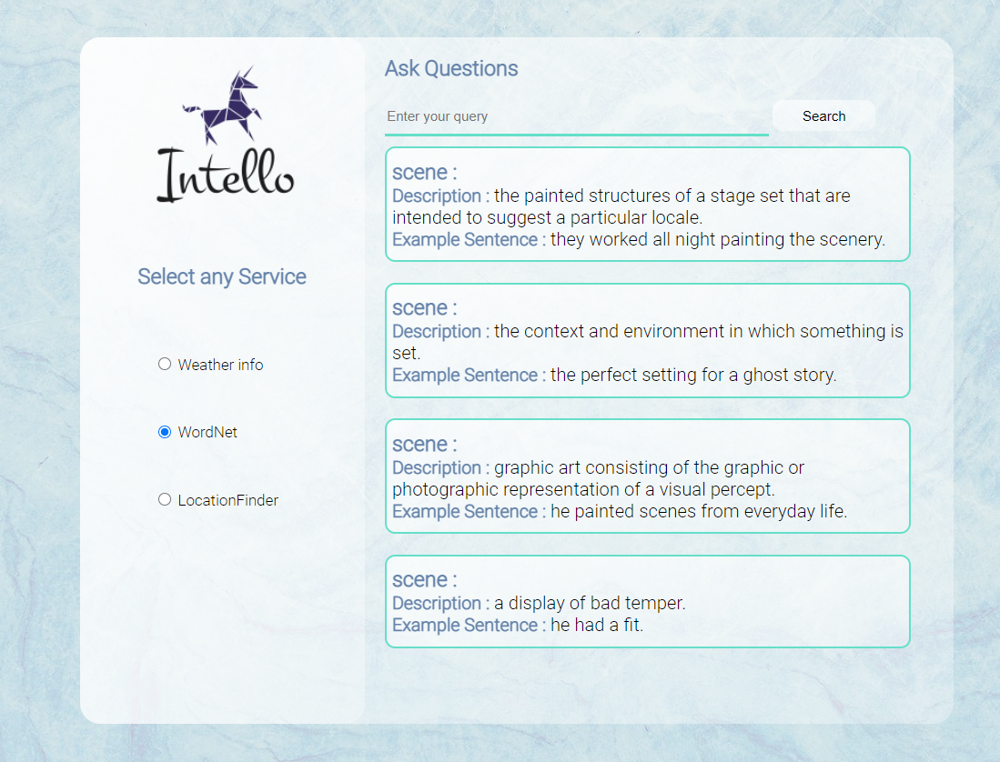 Intello
Select any Service
Weather info
WordNet
LocationFinder
Ask Questions
Enter your query
Search
scene :
Description : the painted structures of a stage set that are
intended to suggest a particular locale.
Example Sentence : they worked all night painting the scenery.
scene :
Description : the context and environment in which something is
set.
Example Sentence : the perfect setting for a ghost story.
scene :
Description : graphic art consisting of the graphic or
photographic representation of a visual percept.
Example Sentence : he painted scenes from everyday life.
scene :
Description : a display of bad temper.
Example Sentence : he had a fit.